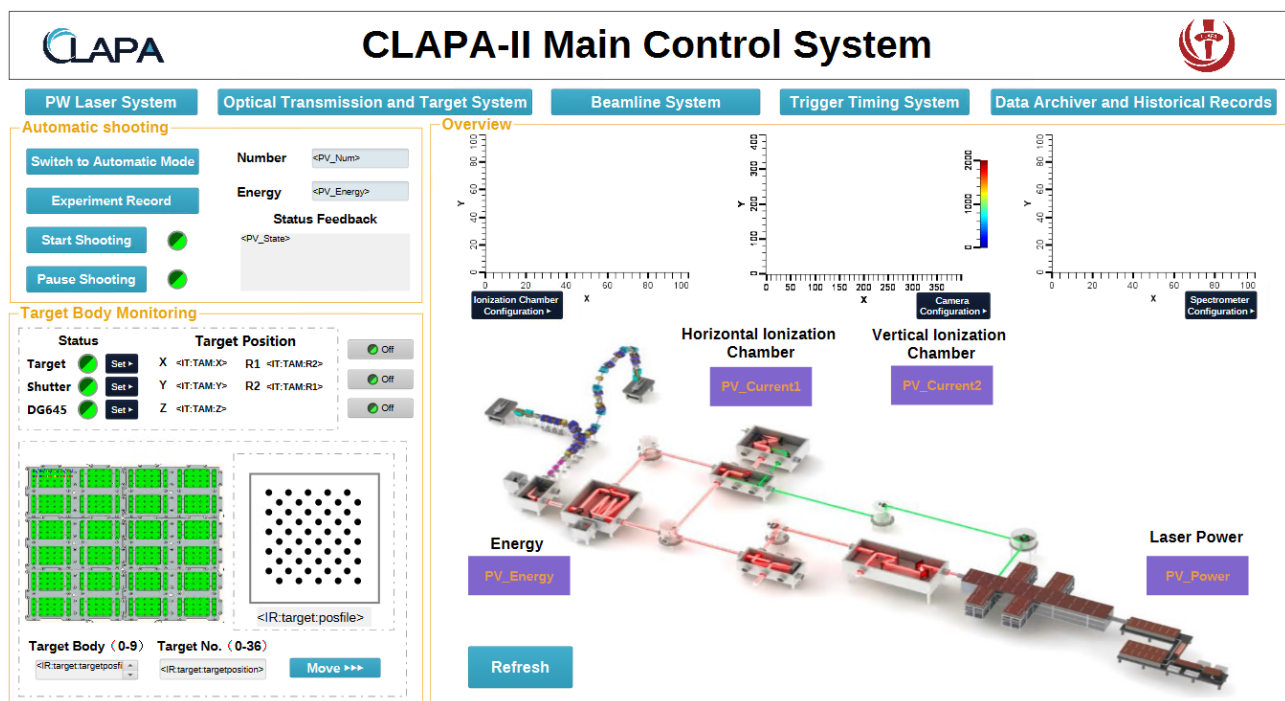 CLAPA
CLAPA-II Main Control System
PW Laser System
Optical Transmission and Target System
Beamline System
Trigger Timing System
Data Archiver and Historical Records
Automatic shooting
Switch to Automatic Mode
Experiment Record
Start Shooting
Pause Shooting
Number
<PV_Num>
Energy
<PV_Energy>
Status Feedback
<PV_State>
Target Body Monitoring
Status
Target
Set
Shutter
Set
DG645
Set
Target Position
X <IT:TAM:X> R1 <IT:TAM:R2>
Y <IT:TAM:Y> R2 <IT:TAM:R1>
Z <IT:TAM:Z>
Off
Off
Off
<IR:target:posfile>
Target Body（0-9）
<IR:target:targetposfi
Target No.（0-36）
<IR:target:targetposition>
Move
Overview
Y
100
80
60
40
20
0
0 20 40 60 80 100
X
Ionization Chamber
Configuration
Y
400
300
200
100
0
0 50 100 150 200 250 300 350
X
2000
1000
0
Camera
Configuration
Y
100
80
60
40
20
0
0 20 40 60 80 100
X
Spectrometer
Configuration
Horizontal Ionization
Chamber
PV_Current1
Vertical Ionization
Chamber
PV_Current2
Energy
PV_Energy
Laser Power
PV_Power
Refresh